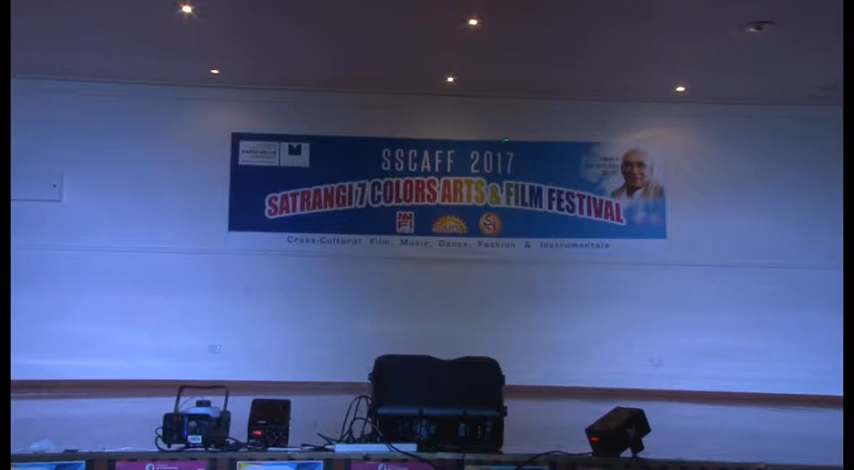 SSCAFF 2017
SATRANGI 7 COLORS ARTS & FILM FESTIVAL
Cross-Cultural Film, Music, Dance, Fashion & Instrumentals